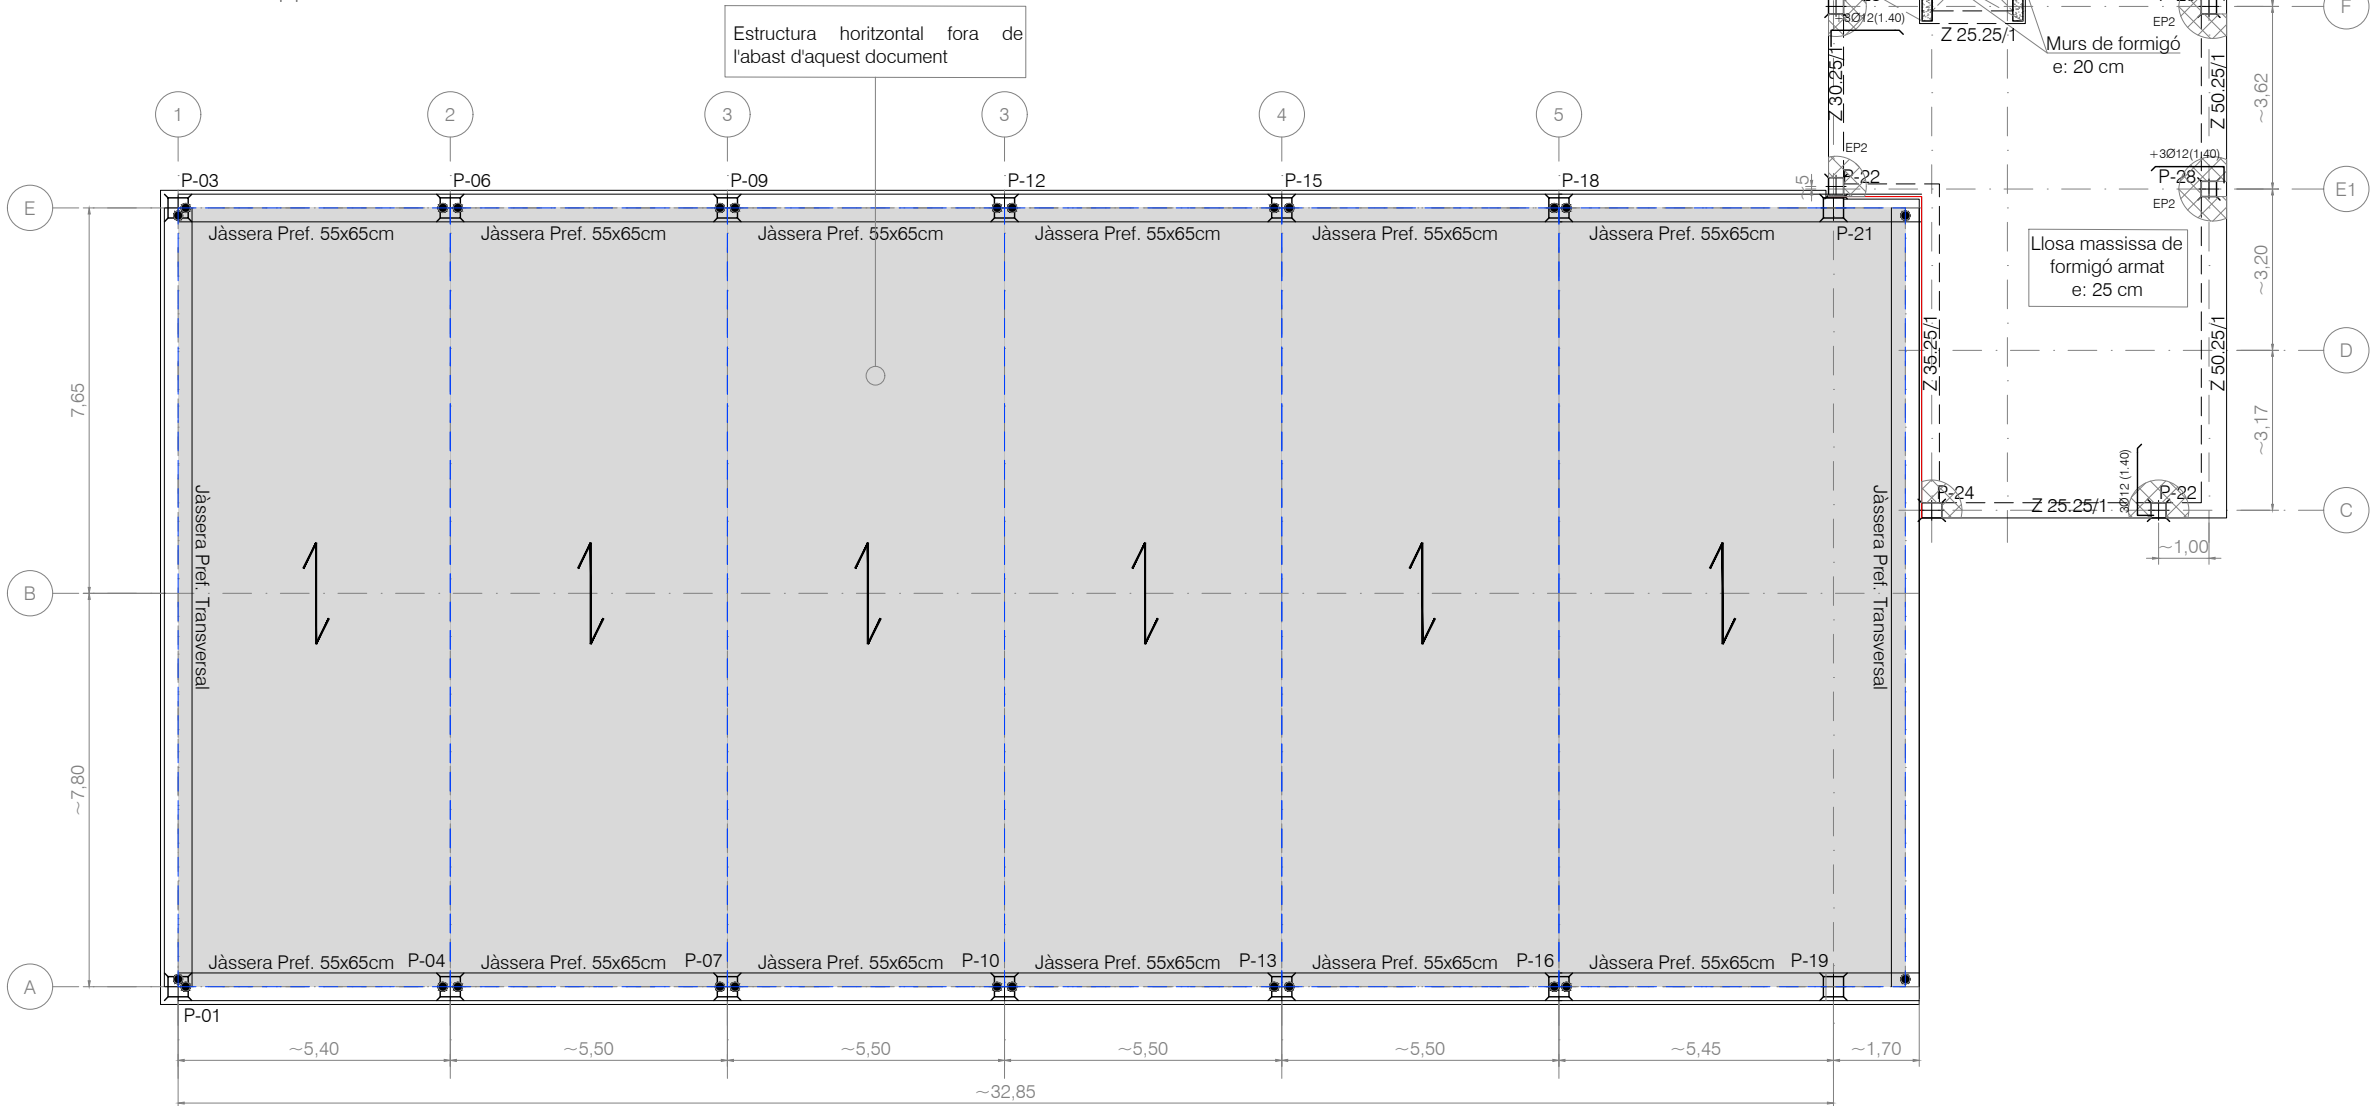 Estructura horitzontal fora de
l'abast d'aquest document
+3Ø12(1.40)
EP2
F
Z 25.25/1
Murs de formigó
e: 20 cm
Z 30.25/1
Z 50.25/1
~3,62
1
2
3
3
4
5
EP2
+3Ø12(1.40)
P-03
P-06
P-09
P-12
P-15
P-18
P-22
P-28
E1
E
EP2
Jàssera Pref. 55x65cm
Jàssera Pref. 55x65cm
Jàssera Pref. 55x65cm
Jàssera Pref. 55x65cm
Jàssera Pref. 55x65cm
Jàssera Pref. 55x65cm
P-21
Llosa massissa de
formigó armat
e: 25 cm
~3,20
Z 35.25/1
Z 50.25/1
D
7,65
~3,17
Jàssera Pref. Transversal
Jàssera Pref. Transversal
P-24
Z 25.25/1
3Ø12 (1.40)
P-22
C
~1,00
B
~7,80
Jàssera Pref. 55x65cm
P-04
Jàssera Pref. 55x65cm
P-07
Jàssera Pref. 55x65cm
P-10
Jàssera Pref. 55x65cm
P-13
Jàssera Pref. 55x65cm
P-16
Jàssera Pref. 55x65cm
P-19
A
P-01
~5,40
~5,50
~5,50
~5,50
~5,50
~5,45
~1,70
~32,85